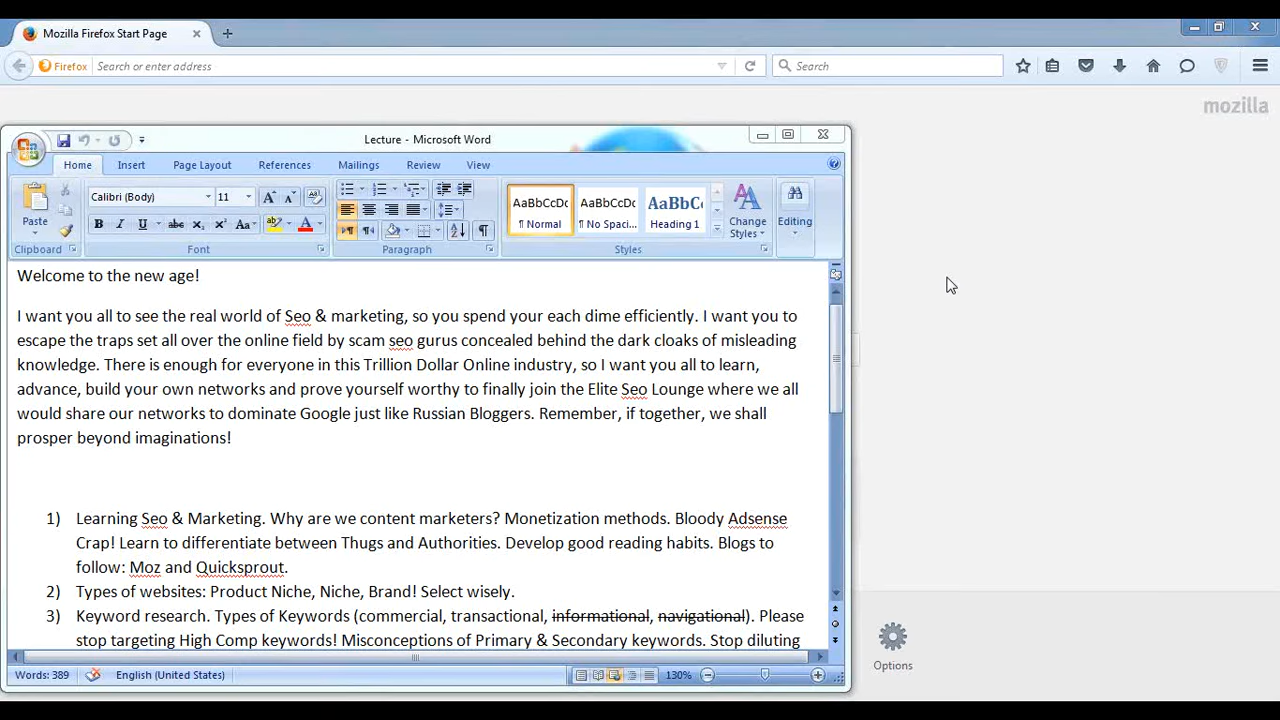 Mozilla Firefox Start Page
Firefox Search or enter address
Search
mozilla
Lecture - Microsoft Word
Home Insert Page Layout References Mailings Review View
Calibri (Body) 11
AaBbCcDc AaBbCcDc AaBbC
Paste
¶ Normal ¶ No Spaci... Heading 1
Change Styles
Editing
Clipboard Font Paragraph Styles
Welcome to the new age!
I want you all to see the real world of Seo & marketing, so you spend your each dime efficiently. I want you to
escape the traps set all over the online field by scam seo gurus concealed behind the dark cloaks of misleading
knowledge. There is enough for everyone in this Trillion Dollar Online industry, so I want you all to learn,
advance, build your own networks and prove yourself worthy to finally join the Elite Seo Lounge where we all
would share our networks to dominate Google just like Russian Bloggers. Remember, if together, we shall
prosper beyond imaginations!
1) Learning Seo & Marketing. Why are we content marketers? Monetization methods. Bloody Adsense
Crap! Learn to differentiate between Thugs and Authorities. Develop good reading habits. Blogs to
follow: Moz and Quicksprout.
2) Types of websites: Product Niche, Niche, Brand! Select wisely.
3) Keyword research. Types of Keywords (commercial, transactional, informational, navigational). Please
stop targeting High Comp keywords! Misconceptions of Primary & Secondary keywords. Stop diluting
Options
Words: 389 English (United States) 130%